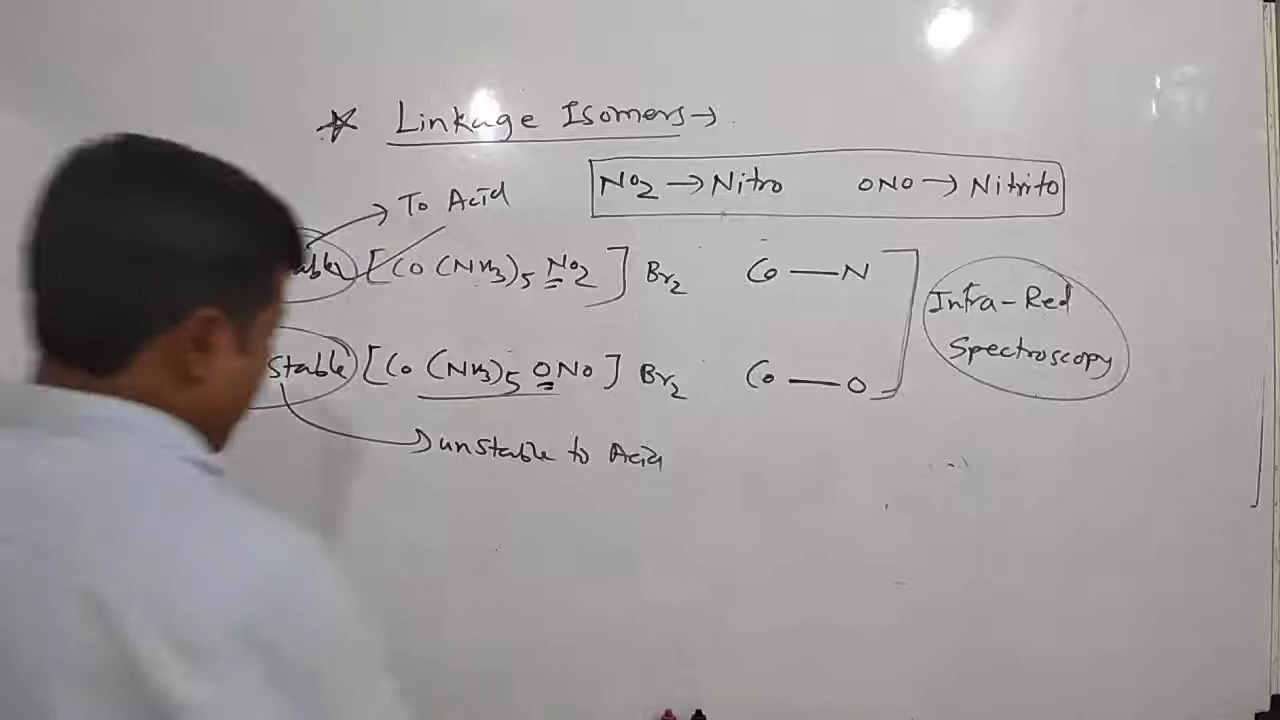 ☆ Linkage Isomers →
NO2 → Nitro ONO → Nitrito
→ To Acid
[Co (NH3)5 NO2] Br2 Co — N
Infra-Red
Spectroscopy
stable [Co (NH3)5 ONO] Br2 Co — O
→ unstable to Acid